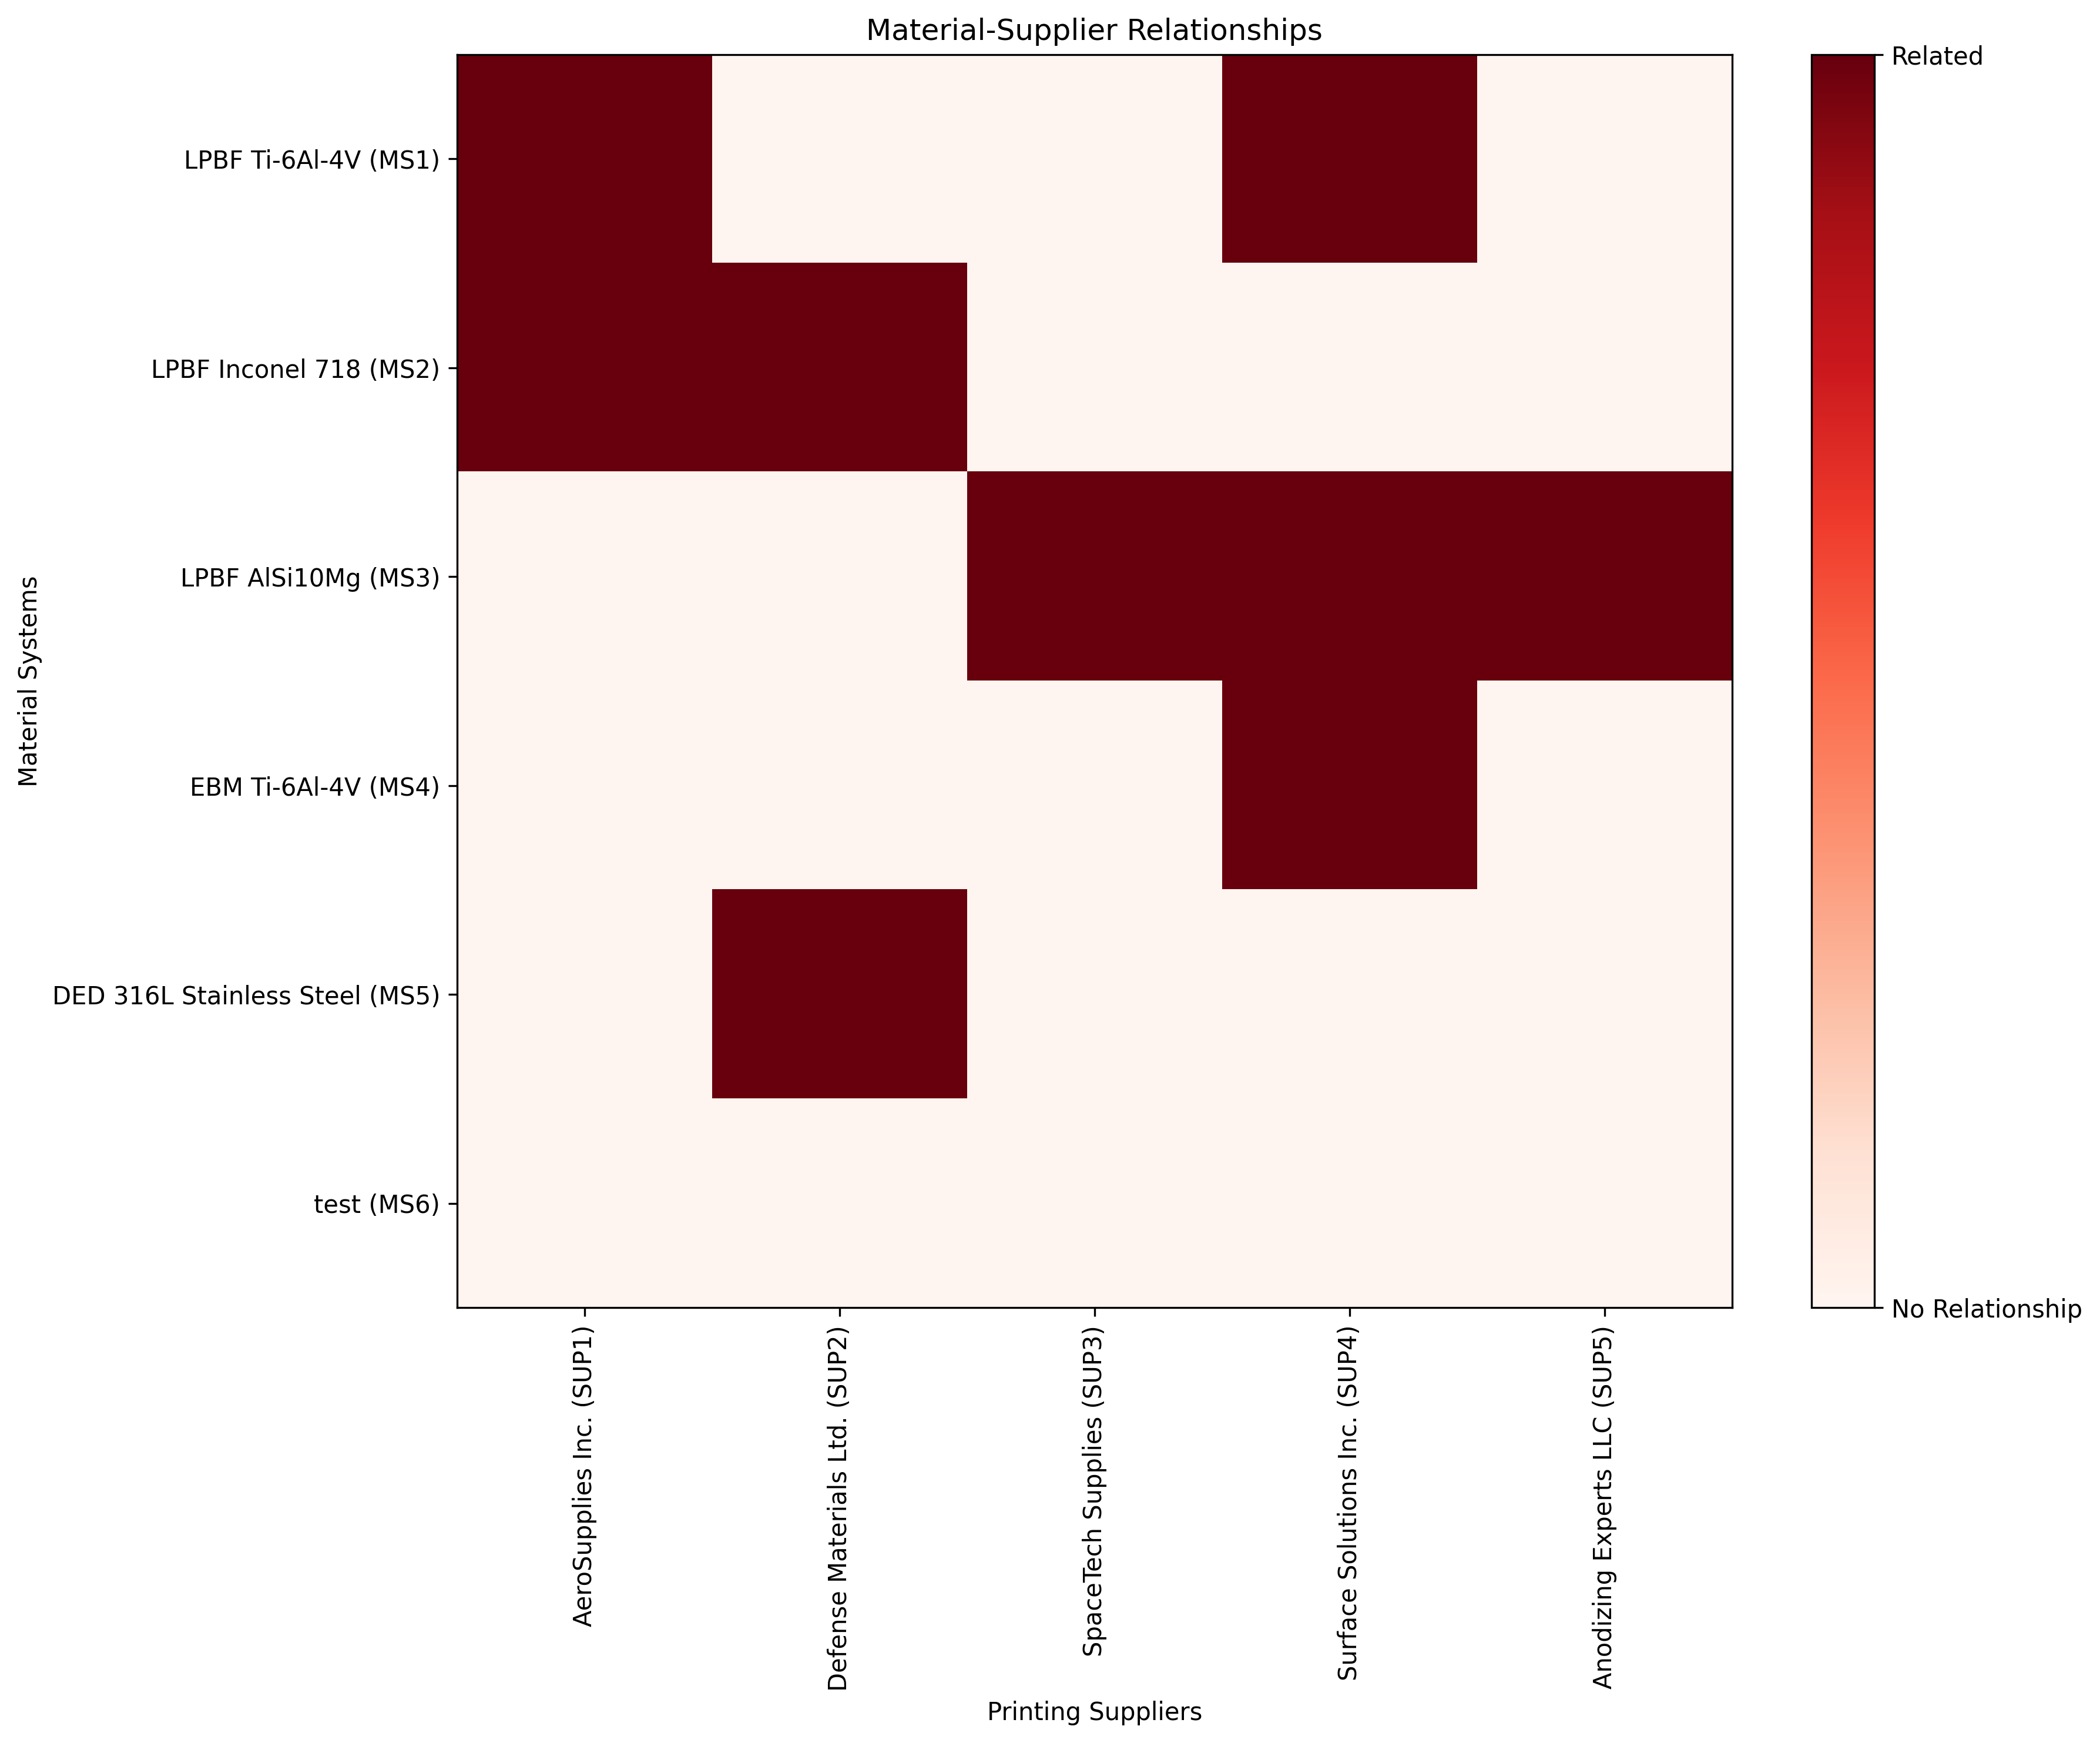 Material-Supplier Relationships
Related
LPBF Ti-6Al-4V (MS1)
LPBF Inconel 718 (MS2)
LPBF AlSi10Mg (MS3)
Material Systems
EBM Ti-6Al-4V (MS4)
DED 316L Stainless Steel (MS5)
test (MS6)
No Relationship
AeroSupplies Inc. (SUP1)
Defense Materials Ltd. (SUP2)
SpaceTech Supplies (SUP3)
Surface Solutions Inc. (SUP4)
Anodizing Experts LLC (SUP5)
Printing Suppliers